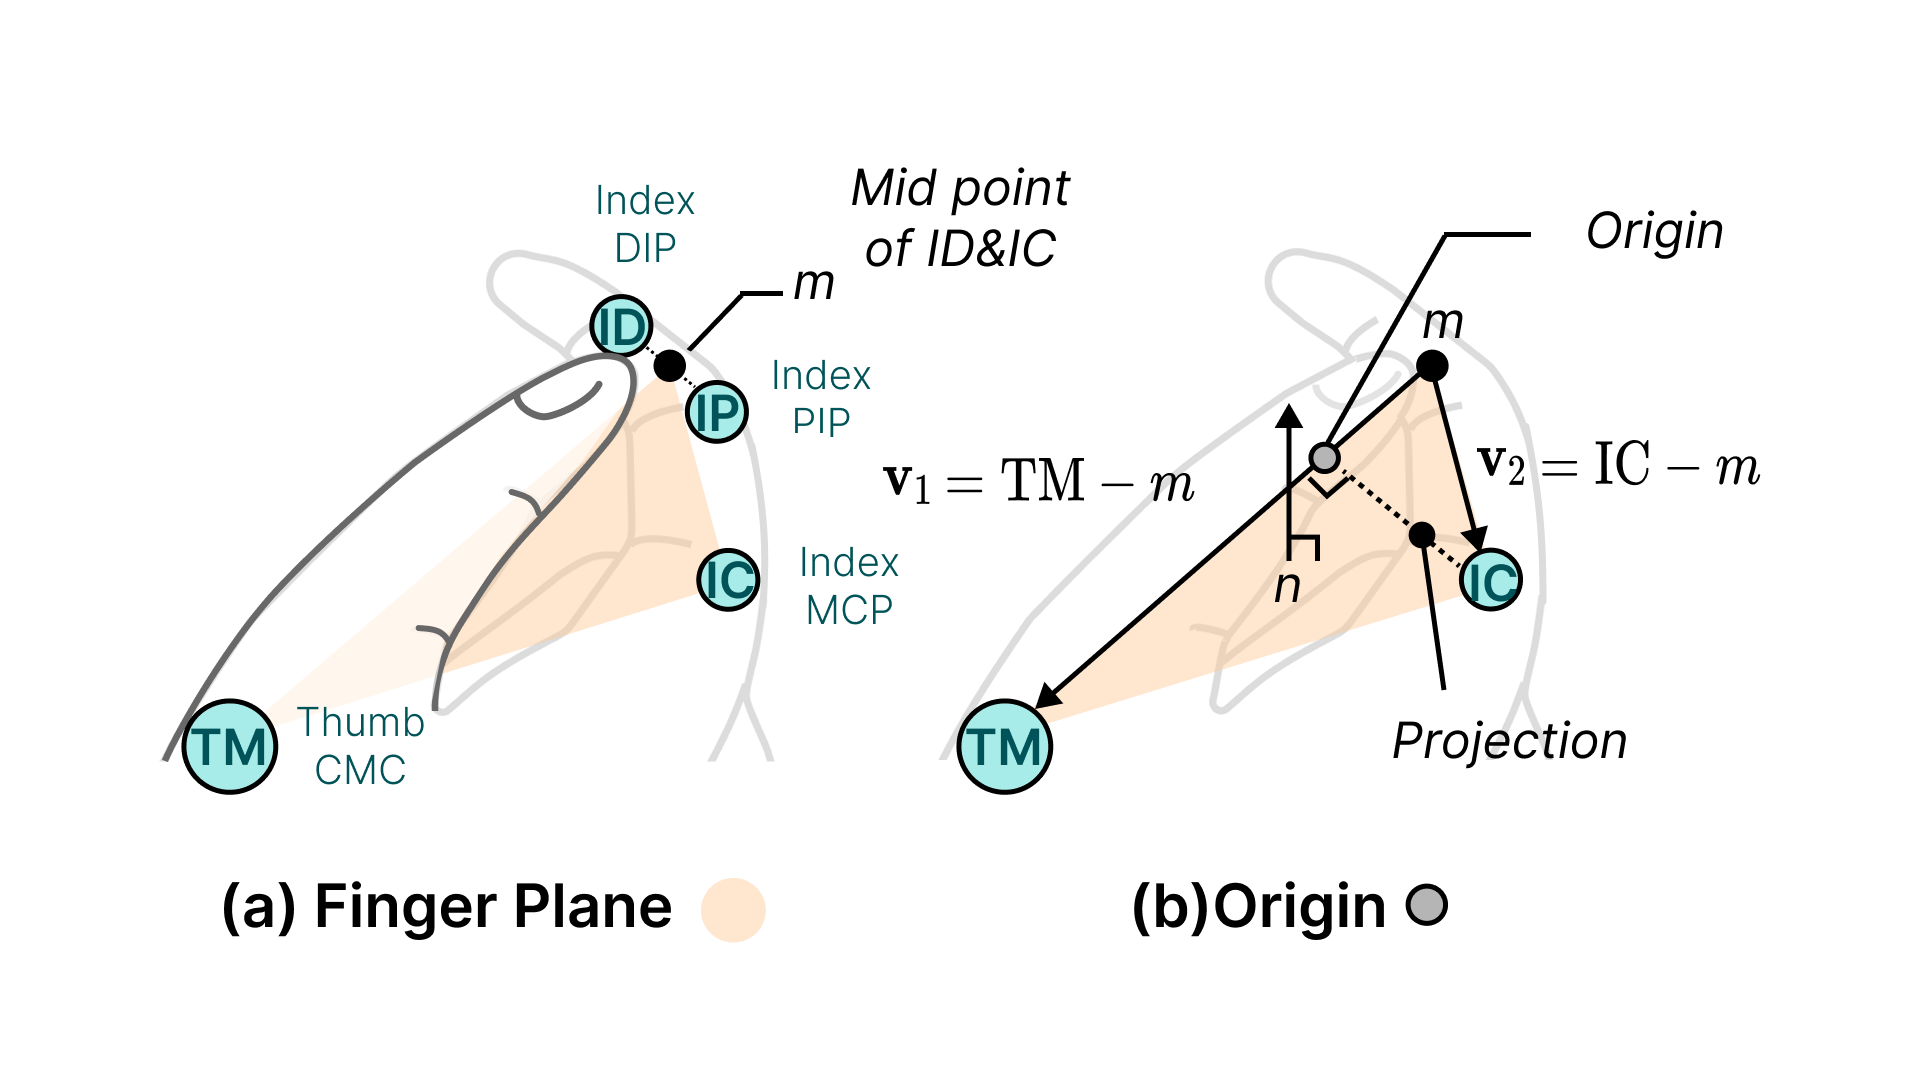 Index
DIP
Mid point
of ID&IC
m
ID
IP
Index
PIP
IC
Index
MCP
TM
Thumb
CMC
(a) Finger Plane
Origin
m
v₁ = TM − m
v₂ = IC − m
n
IC
TM
Projection
(b)Origin